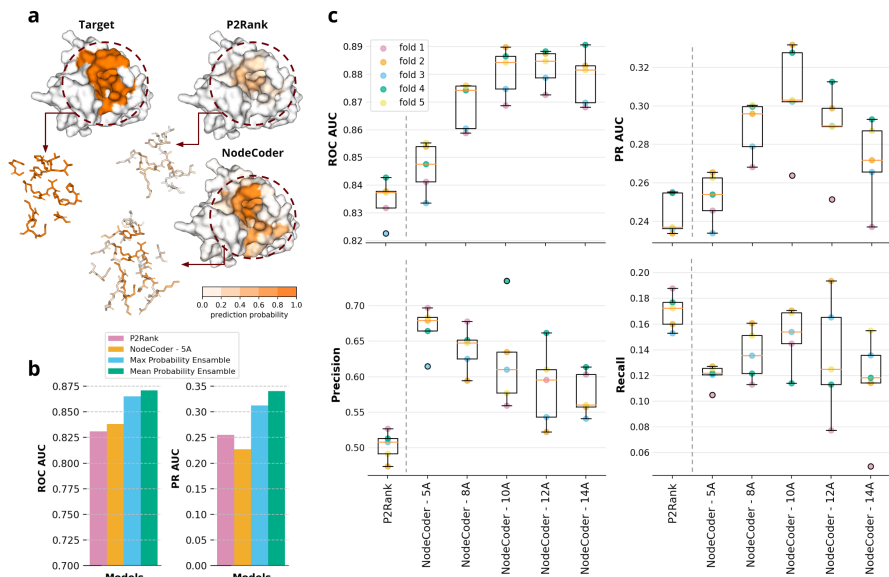 a
Target
P2Rank
NodeCoder
0.0 0.2 0.4 0.6 0.8 1.0
prediction probability
b
P2Rank
NodeCoder - 5A
Max Probability Ensemble
Mean Probability Ensemble
ROC AUC
0.875
0.850
0.825
0.800
0.775
0.750
0.725
0.700
Models
PR AUC
0.35
0.30
0.25
0.20
0.15
0.10
0.05
0.00
Models
c
fold 1
fold 2
fold 3
fold 4
fold 5
ROC AUC
0.89
0.88
0.87
0.86
0.85
0.84
0.83
0.82
PR AUC
0.30
0.28
0.26
0.24
Precision
0.70
0.65
0.60
0.55
0.50
P2Rank
NodeCoder - 5A
NodeCoder - 8A
NodeCoder - 10A
NodeCoder - 12A
NodeCoder - 14A
Recall
0.20
0.18
0.16
0.14
0.12
0.10
0.08
0.06
P2Rank
NodeCoder - 5A
NodeCoder - 8A
NodeCoder - 10A
NodeCoder - 12A
NodeCoder - 14A